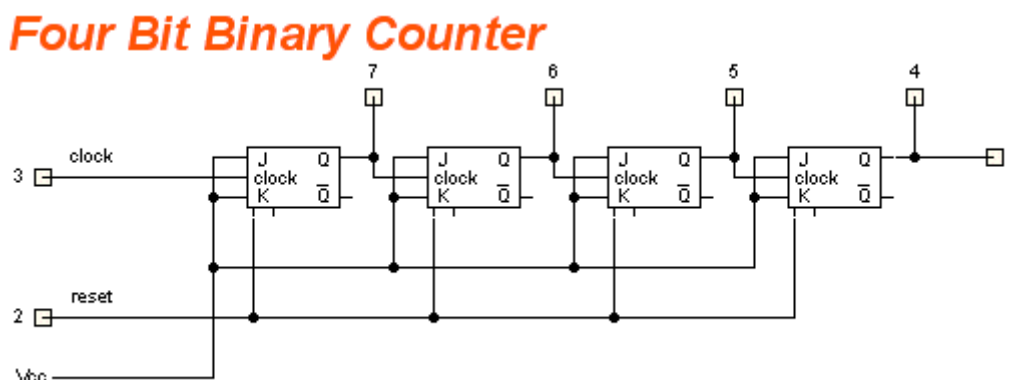 Four Bit Binary Counter
7 6 5 4
3 clock
J Q J Q J Q J Q
clock clock clock clock
K Q̅ K Q̅ K Q̅ K Q̅
2 reset
Vcc